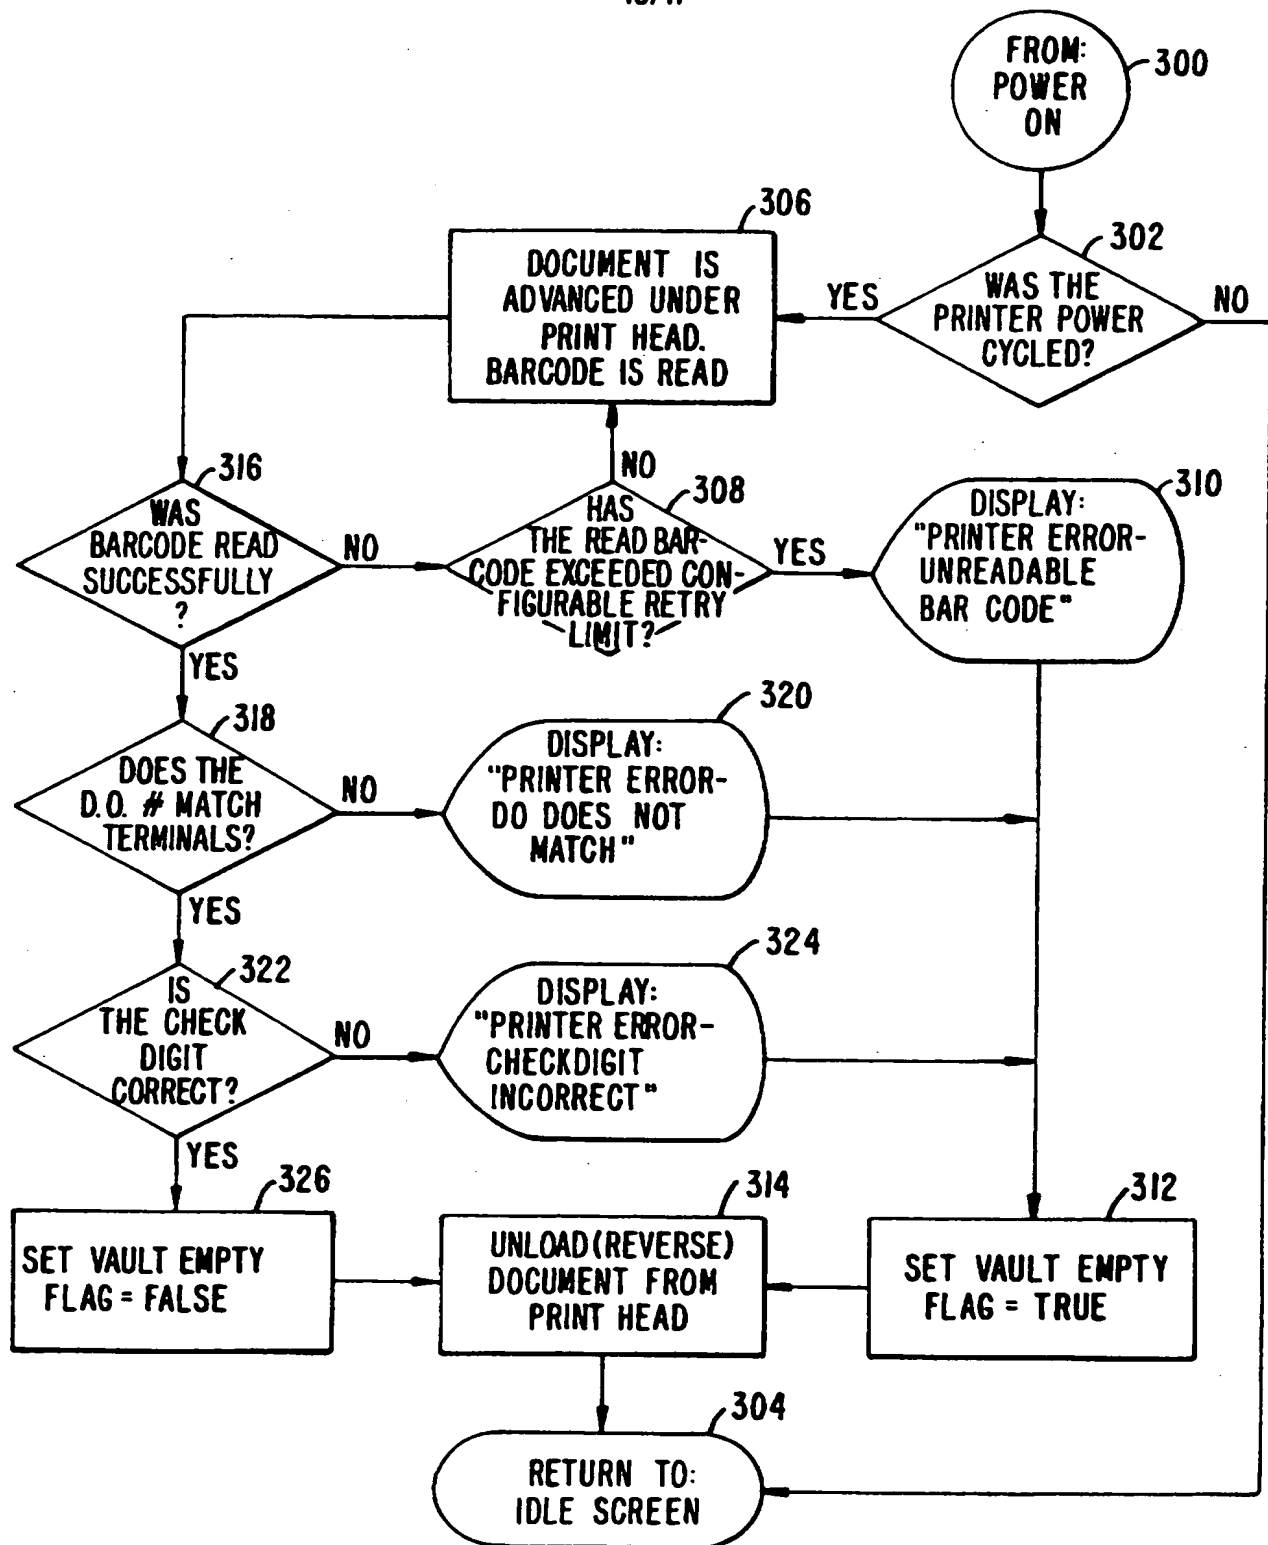 FROM:
POWER
ON
300
302
WAS THE
PRINTER POWER
CYCLED?
YES
NO
306
DOCUMENT IS
ADVANCED UNDER
PRINT HEAD.
BARCODE IS READ
316
WAS
BARCODE READ
SUCCESSFULLY
?
NO
YES
NO
308
HAS
THE READ BAR-
CODE EXCEEDED CON-
FIGURABLE RETRY
LIMIT?
YES
310
DISPLAY:
"PRINTER ERROR-
UNREADABLE
BAR CODE"
318
DOES THE
D.O. # MATCH
TERMINALS?
NO
YES
320
DISPLAY:
"PRINTER ERROR-
DO DOES NOT
MATCH"
322
IS
THE CHECK
DIGIT
CORRECT?
NO
YES
324
DISPLAY:
"PRINTER ERROR-
CHECKDIGIT
INCORRECT"
326
SET VAULT EMPTY
FLAG = FALSE
314
UNLOAD (REVERSE)
DOCUMENT FROM
PRINT HEAD
312
SET VAULT EMPTY
FLAG = TRUE
304
RETURN TO:
IDLE SCREEN